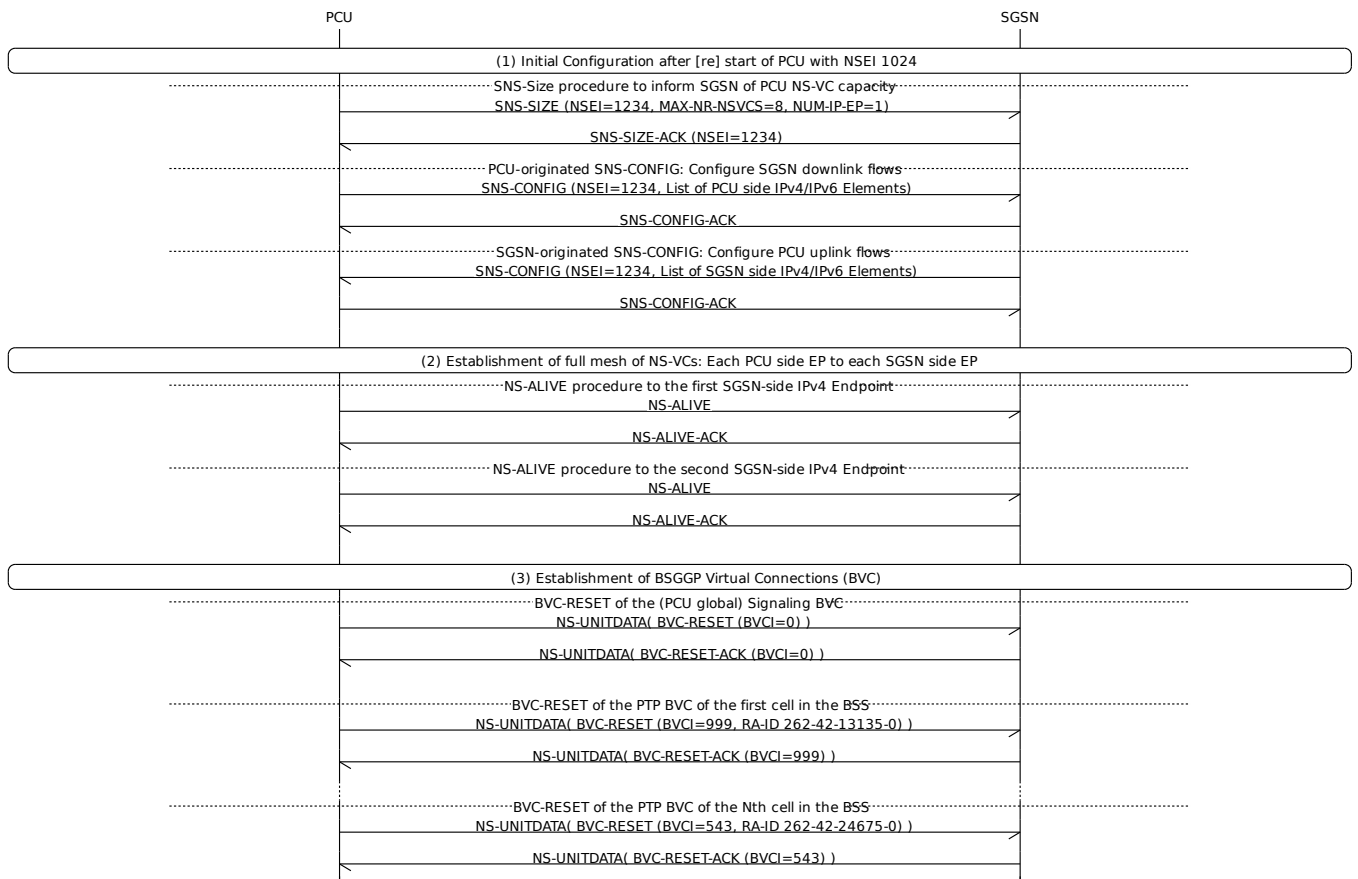 PCU
SGSN
(1) Initial Configuration after [re] start of PCU with NSEI 1024
SNS-Size procedure to inform SGSN of PCU NS-VC capacity
SNS-SIZE (NSEI=1234, MAX-NR-NSVCS=8, NUM-IP-EP=1)
SNS-SIZE-ACK (NSEI=1234)
PCU-originated SNS-CONFIG: Configure SGSN downlink flows
SNS-CONFIG (NSEI=1234, List of PCU side IPv4/IPv6 Elements)
SNS-CONFIG-ACK
SGSN-originated SNS-CONFIG: Configure PCU uplink flows
SNS-CONFIG (NSEI=1234, List of SGSN side IPv4/IPv6 Elements)
SNS-CONFIG-ACK
(2) Establishment of full mesh of NS-VCs: Each PCU side EP to each SGSN side EP
NS-ALIVE procedure to the first SGSN-side IPv4 Endpoint
NS-ALIVE
NS-ALIVE-ACK
NS-ALIVE procedure to the second SGSN-side IPv4 Endpoint
NS-ALIVE
NS-ALIVE-ACK
(3) Establishment of BSGGP Virtual Connections (BVC)
BVC-RESET of the (PCU global) Signaling BVC
NS-UNITDATA( BVC-RESET (BVCI=0) )
NS-UNITDATA( BVC-RESET-ACK (BVCI=0) )
BVC-RESET of the PTP BVC of the first cell in the BSS
NS-UNITDATA( BVC-RESET (BVCI=999, RA-ID 262-42-13135-0) )
NS-UNITDATA( BVC-RESET-ACK (BVCI=999) )
BVC-RESET of the PTP BVC of the Nth cell in the BSS
NS-UNITDATA( BVC-RESET (BVCI=543, RA-ID 262-42-24675-0) )
NS-UNITDATA( BVC-RESET-ACK (BVCI=543) )